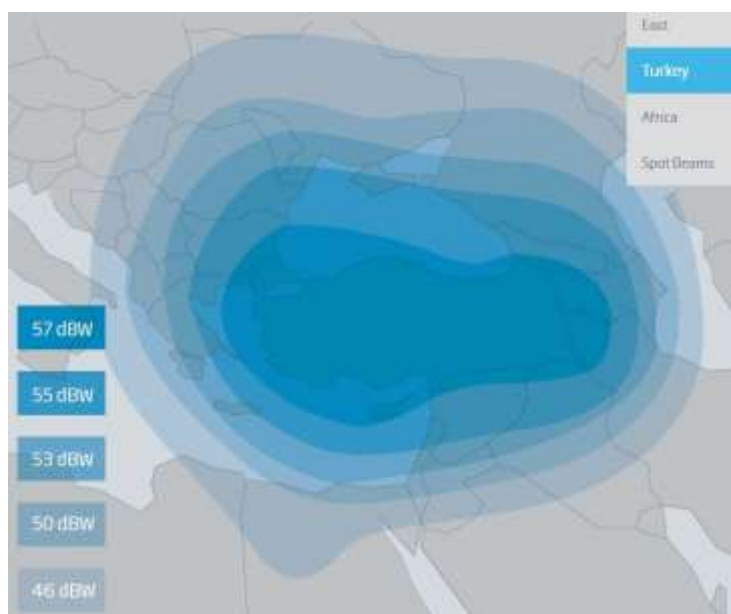 East
Turkey
Africa
Spot Beams
57 dBW
55 dBW
53 dBW
50 dBW
46 dBW